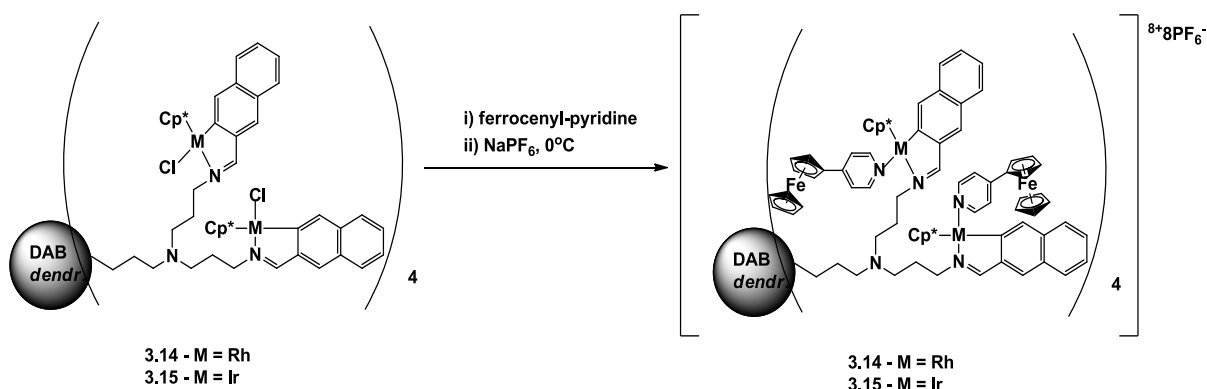 Cp*
M
Cl
N
Cl
Cp*
M
N
N
DAB
dendr.
4
3.14 - M = Rh
3.15 - M = Ir
i) ferrocenyl-pyridine
ii) NaPF6, 0oC
8+8PF6-
Cp*
M
N
N
Fe
N
Fe
Cp*
M
N
N
DAB
dendr.
4
3.14 - M = Rh
3.15 - M = Ir